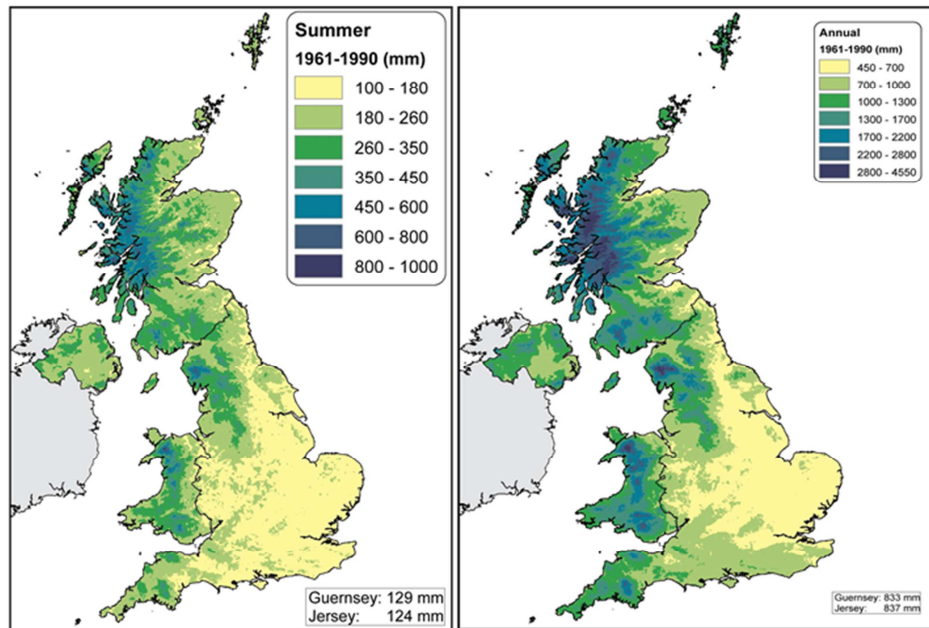 Summer
1961-1990 (mm)
100 - 180
180 - 260
260 - 350
350 - 450
450 - 600
600 - 800
800 - 1000
Guernsey: 129 mm
Jersey: 124 mm
Annual
1961-1990 (mm)
450 - 700
700 - 1000
1000 - 1300
1300 - 1700
1700 - 2200
2200 - 2800
2800 - 4550
Guernsey: 833 mm
Jersey: 837 mm